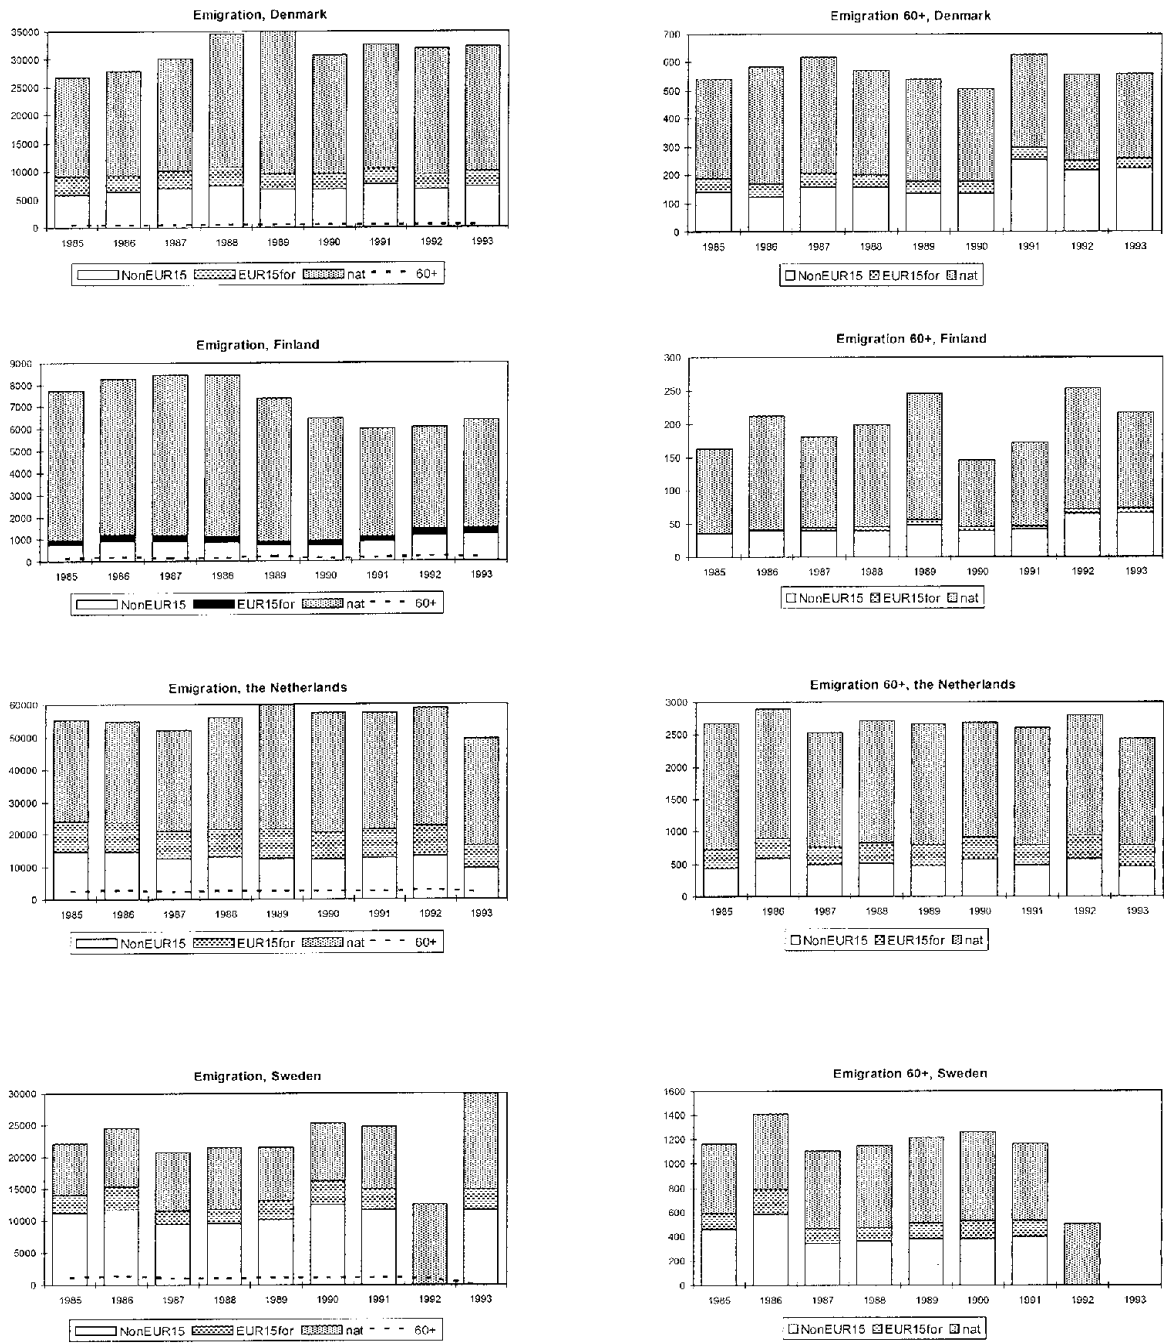 Emigration, Denmark
35000
30000
25000
20000
15000
10000
5000
0
1985 1986 1987 1988 1989 1990 1991 1992 1993
NonEUR15 EUR15for nat 60+
Emigration 60+, Denmark
700
600
500
400
300
200
100
0
1985 1986 1987 1988 1989 1990 1991 1992 1993
NonEUR15 EUR15for nat
Emigration, Finland
9000
8000
7000
6000
5000
4000
3000
2000
1000
0
1985 1986 1987 1988 1989 1990 1991 1992 1993
NonEUR15 EUR15for nat 60+
Emigration 60+, Finland
300
250
200
150
100
50
0
1985 1986 1987 1988 1989 1990 1991 1992 1993
NonEUR15 EUR15for nat
Emigration, the Netherlands
60000
50000
40000
30000
20000
10000
0
1985 1986 1987 1988 1989 1990 1991 1992 1993
NonEUR15 EUR15for nat 60+
Emigration 60+, the Netherlands
3000
2500
2000
1500
1000
500
0
1985 1986 1987 1988 1989 1990 1991 1992 1993
NonEUR15 EUR15for nat
Emigration, Sweden
30000
25000
20000
15000
10000
5000
0
1985 1986 1987 1988 1989 1990 1991 1992 1993
NonEUR15 EUR15for nat 60+
Emigration 60+, Sweden
1600
1400
1200
1000
800
600
400
200
0
1985 1986 1987 1988 1989 1990 1991 1992 1993
NonEUR15 EUR15for nat